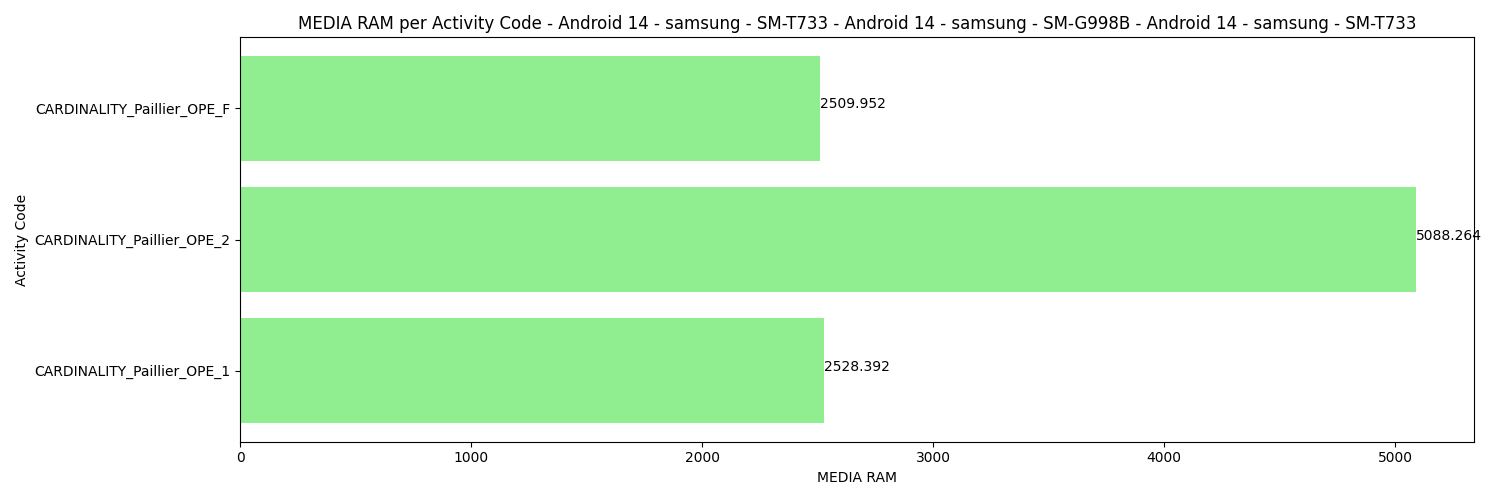 MEDIA RAM per Activity Code - Android 14 - samsung - SM-T733 - Android 14 - samsung - SM-G998B - Android 14 - samsung - SM-T733
CARDINALITY_Paillier_OPE_F
2509.952
CARDINALITY_Paillier_OPE_2
5088.264
CARDINALITY_Paillier_OPE_1
2528.392
Activity Code
0 1000 2000 3000 4000 5000
MEDIA RAM